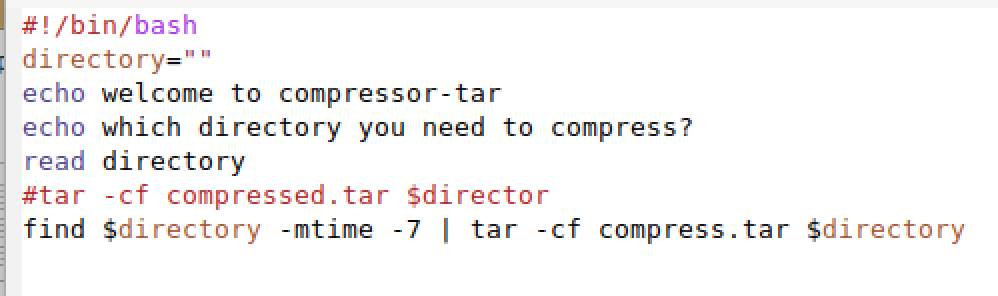 #!/bin/bash
directory=""
echo welcome to compressor-tar
echo which directory you need to compress?
read directory
#tar -cf compressed.tar $director
find $directory -mtime -7 | tar -cf compress.tar $directory